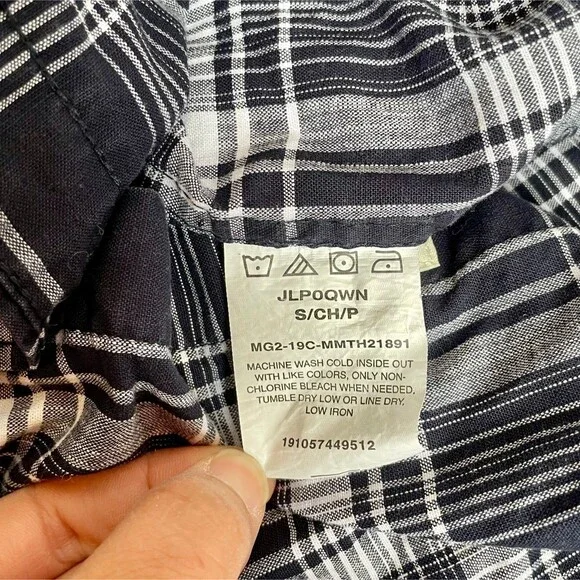 JLP0QWN
S/CH/P
MG2-19C-MMTH21891
MACHINE WASH COLD INSIDE OUT
WITH LIKE COLORS, ONLY NON-
CHLORINE BLEACH WHEN NEEDED,
TUMBLE DRY LOW OR LINE DRY,
LOW IRON
191057449512